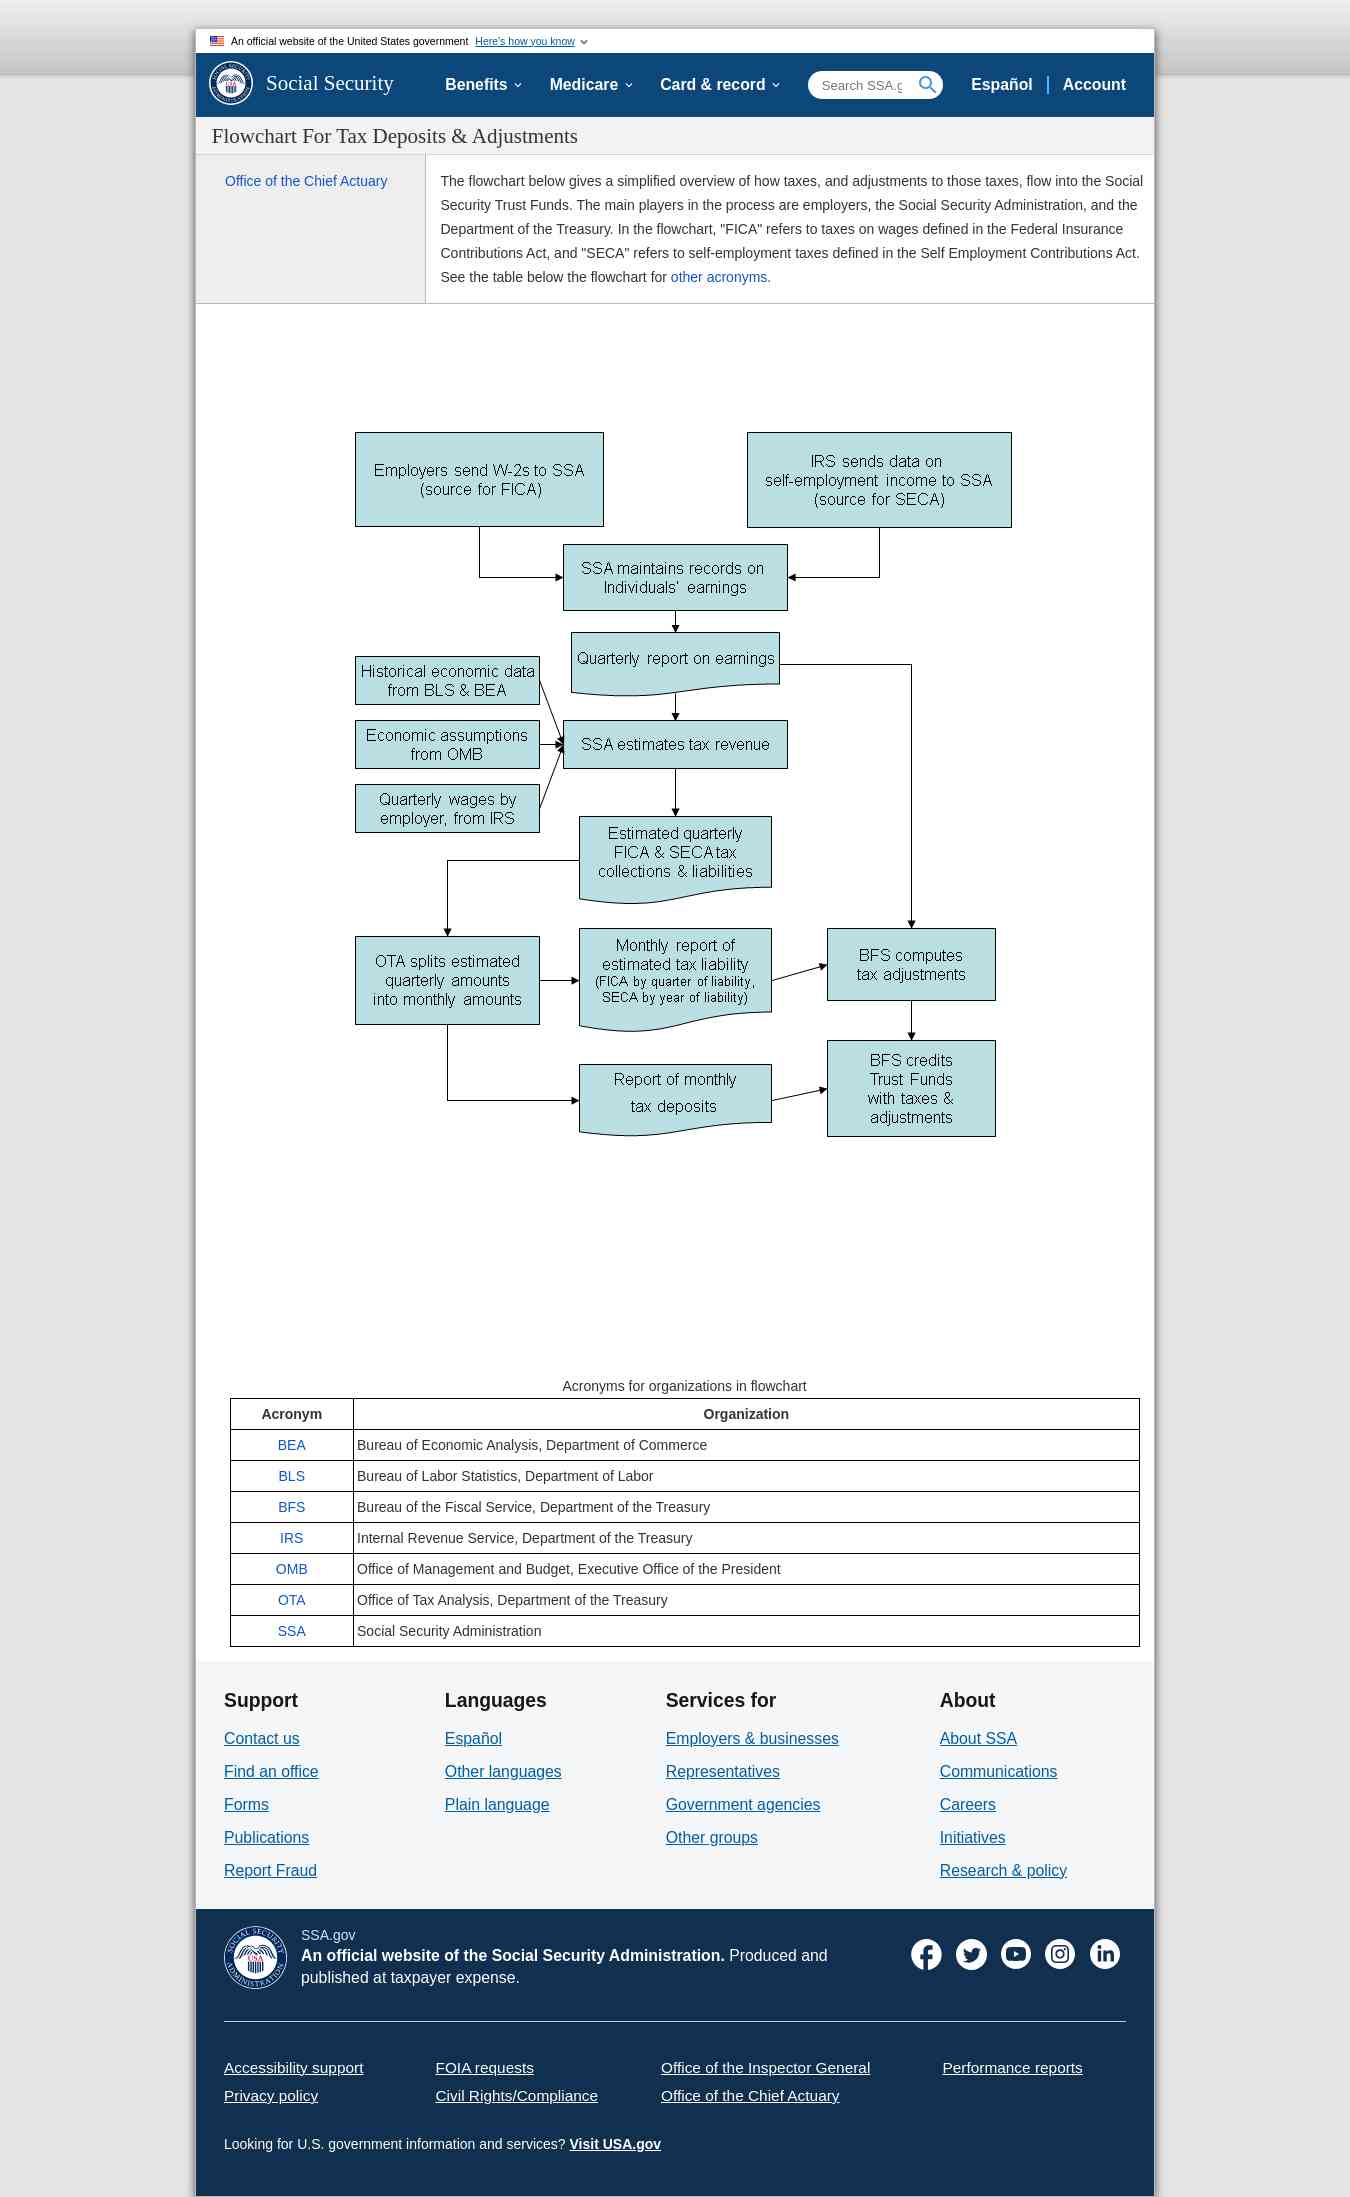 An official website of the United States government Here's how you know
Social Security
Benefits
Medicare
Card & record
Search SSA.g
Español
Account
Flowchart For Tax Deposits & Adjustments
Office of the Chief Actuary
The flowchart below gives a simplified overview of how taxes, and adjustments to those taxes, flow into the Social
Security Trust Funds. The main players in the process are employers, the Social Security Administration, and the
Department of the Treasury. In the flowchart, "FICA" refers to taxes on wages defined in the Federal Insurance
Contributions Act, and "SECA" refers to self-employment taxes defined in the Self Employment Contributions Act.
See the table below the flowchart for other acronyms.
Employers send W-2s to SSA
(source for FICA)
IRS sends data on
self-employment income to SSA
(source for SECA)
SSA maintains records on
Individuals' earnings
Quarterly report on earnings
Historical economic data
from BLS & BEA
Economic assumptions
from OMB
SSA estimates tax revenue
Quarterly wages by
employer, from IRS
Estimated quarterly
FICA & SECA tax
collections & liabilities
OTA splits estimated
quarterly amounts
into monthly amounts
Monthly report of
estimated tax liability
(FICA by quarter of liability,
SECA by year of liability)
BFS computes
tax adjustments
Report of monthly
tax deposits
BFS credits
Trust Funds
with taxes &
adjustments
Acronyms for organizations in flowchart
Acronym Organization
BEA Bureau of Economic Analysis, Department of Commerce
BLS Bureau of Labor Statistics, Department of Labor
BFS Bureau of the Fiscal Service, Department of the Treasury
IRS Internal Revenue Service, Department of the Treasury
OMB Office of Management and Budget, Executive Office of the President
OTA Office of Tax Analysis, Department of the Treasury
SSA Social Security Administration
Support
Contact us
Find an office
Forms
Publications
Report Fraud
Languages
Español
Other languages
Plain language
Services for
Employers & businesses
Representatives
Government agencies
Other groups
About
About SSA
Communications
Careers
Initiatives
Research & policy
SOCIAL SECURITY
USA
ADMINISTRATION
SSA.gov
An official website of the Social Security Administration. Produced and
published at taxpayer expense.
Accessibility support
FOIA requests
Office of the Inspector General
Performance reports
Privacy policy
Civil Rights/Compliance
Office of the Chief Actuary
Looking for U.S. government information and services? Visit USA.gov